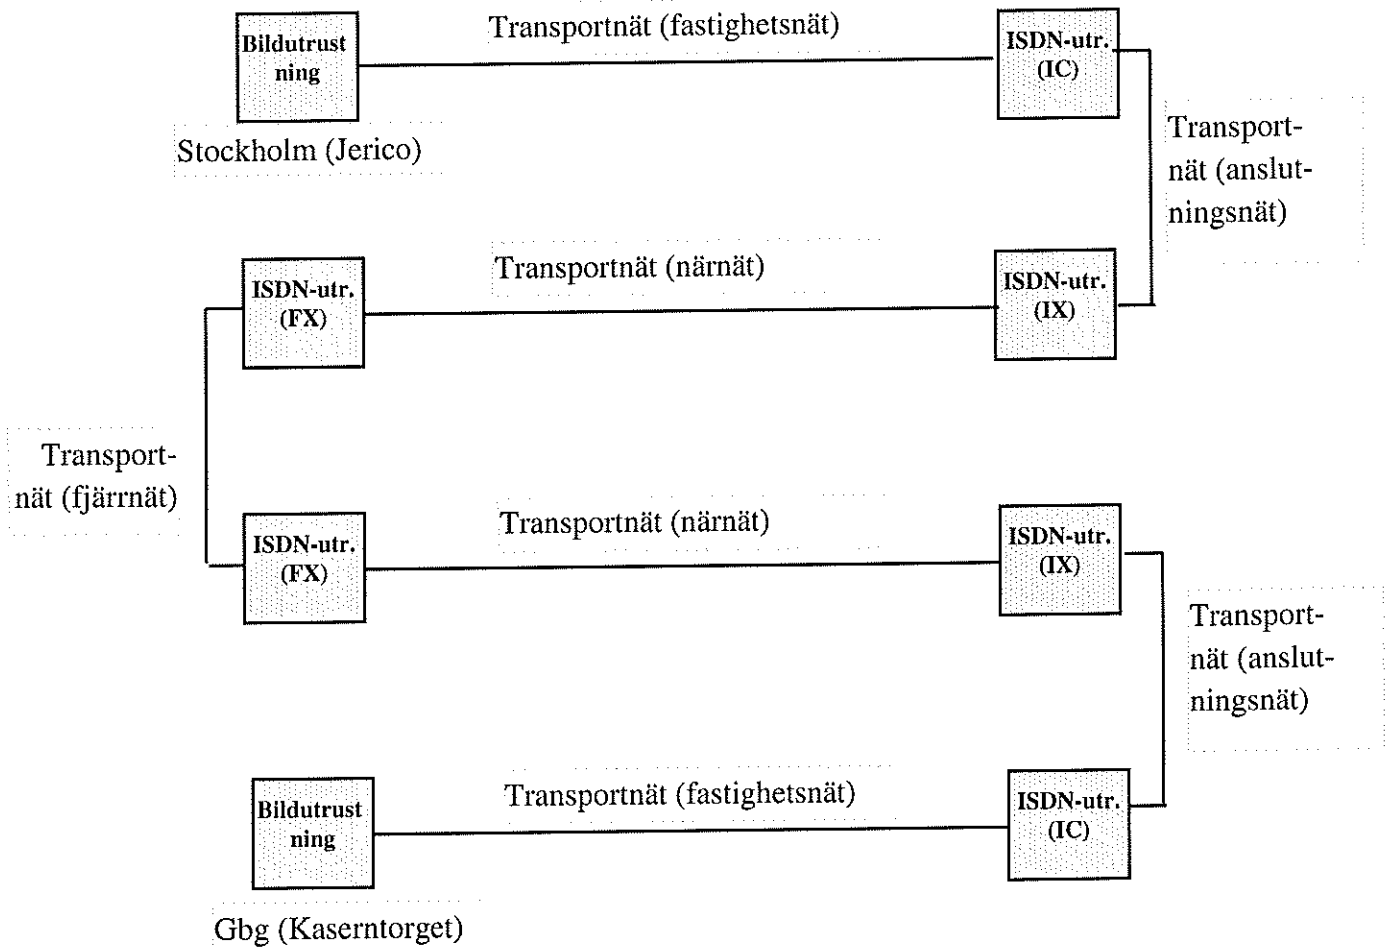 Bildutrust
ning
Transportnät (fastighetsnät)
ISDN-utr.
(IC)
Stockholm (Jerico)
Transport-
nät (anslut-
ningsnät)
ISDN-utr.
(FX)
Transportnät (närnät)
ISDN-utr.
(IX)
Transport-
nät (fjärrnät)
ISDN-utr.
(FX)
Transportnät (närnät)
ISDN-utr.
(IX)
Transport-
nät (anslut-
ningsnät)
Bildutrust
ning
Transportnät (fastighetsnät)
ISDN-utr.
(IC)
Gbg (Kaserntorget)